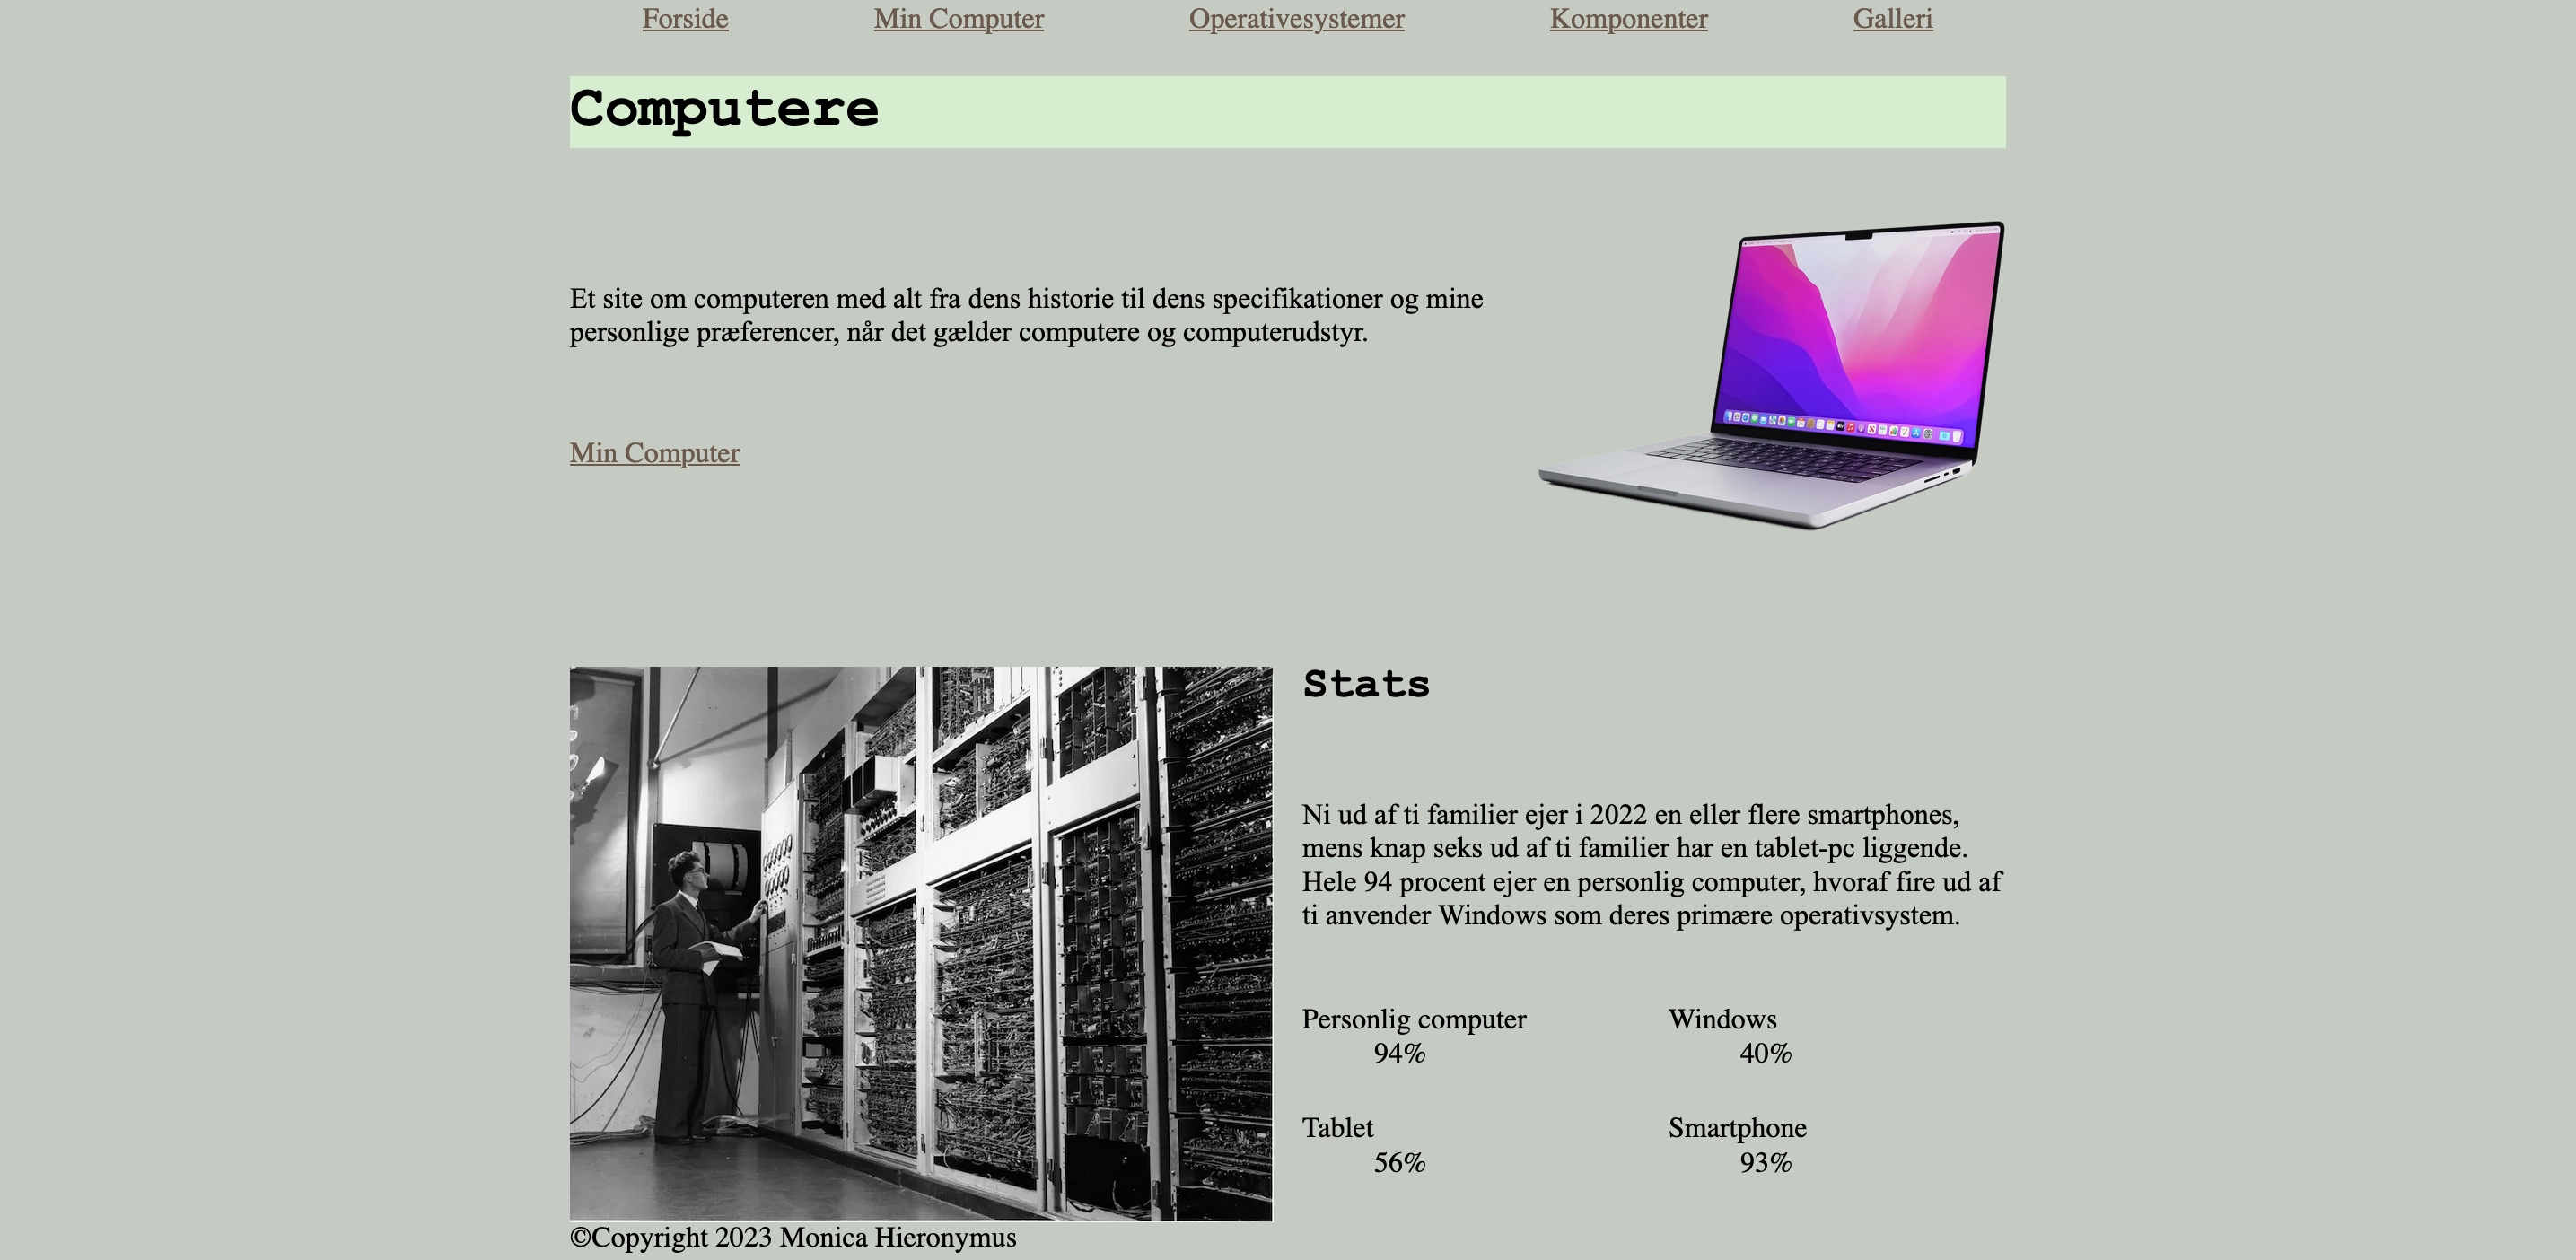 Forside Min Computer Operativesystemer Komponenter Galleri
Computere
Et site om computeren med alt fra dens historie til dens specifikationer og mine
personlige præferencer, når det gælder computere og computerudstyr.
Min Computer
Stats
Ni ud af ti familier ejer i 2022 en eller flere smartphones,
mens knap seks ud af ti familier har en tablet-pc liggende.
Hele 94 procent ejer en personlig computer, hvoraf fire ud af
ti anvender Windows som deres primære operativsystem.
Personlig computer Windows
94% 40%
Tablet Smartphone
56% 93%
©Copyright 2023 Monica Hieronymus